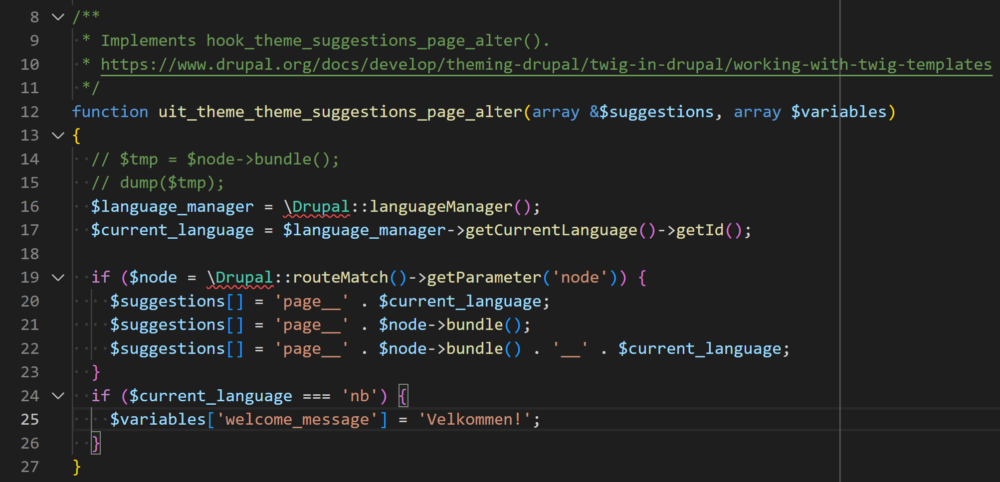 8 /**
9  * Implements hook_theme_suggestions_page_alter().
10  * https://www.drupal.org/docs/develop/theming-drupal/twig-in-drupal/working-with-twig-templates
11  */
12 function uit_theme_theme_suggestions_page_alter(array &$suggestions, array $variables)
13 {
14   // $tmp = $node->bundle();
15   // dump($tmp);
16   $language_manager = \Drupal::languageManager();
17   $current_language = $language_manager->getCurrentLanguage()->getId();
18
19   if ($node = \Drupal::routeMatch()->getParameter('node')) {
20     $suggestions[] = 'page__' . $current_language;
21     $suggestions[] = 'page__' . $node->bundle();
22     $suggestions[] = 'page__' . $node->bundle() . '__' . $current_language;
23   }
24   if ($current_language === 'nb') {
25     $variables['welcome_message'] = 'Velkommen!';
26   }
27 }